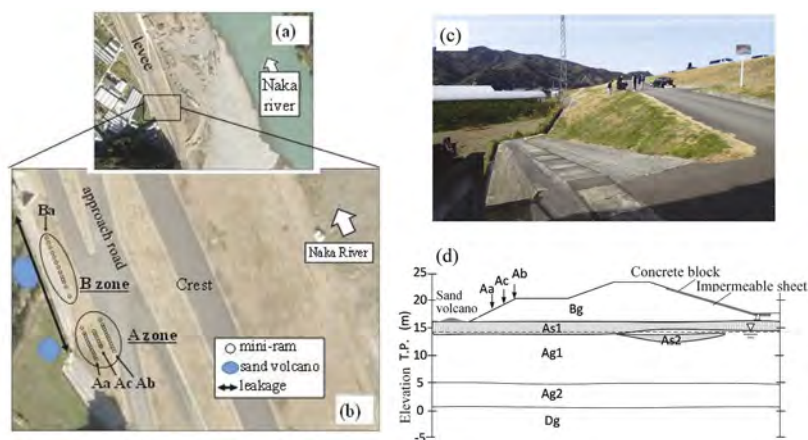 (a)
levee
Naka
river
(c)
approach road
Ba
B zone
Crest
Naka River
A zone
Aa Ac Ab
mini-ram
sand volcano
leakage
(b)
(d)
Elevation T.P. (m)
25
20
15
10
5
0
-5
Aa
Ac
Ab
Sand
volcano
Bg
Concrete block
Impermeable sheet
As1
As2
Ag1
Ag2
Dg